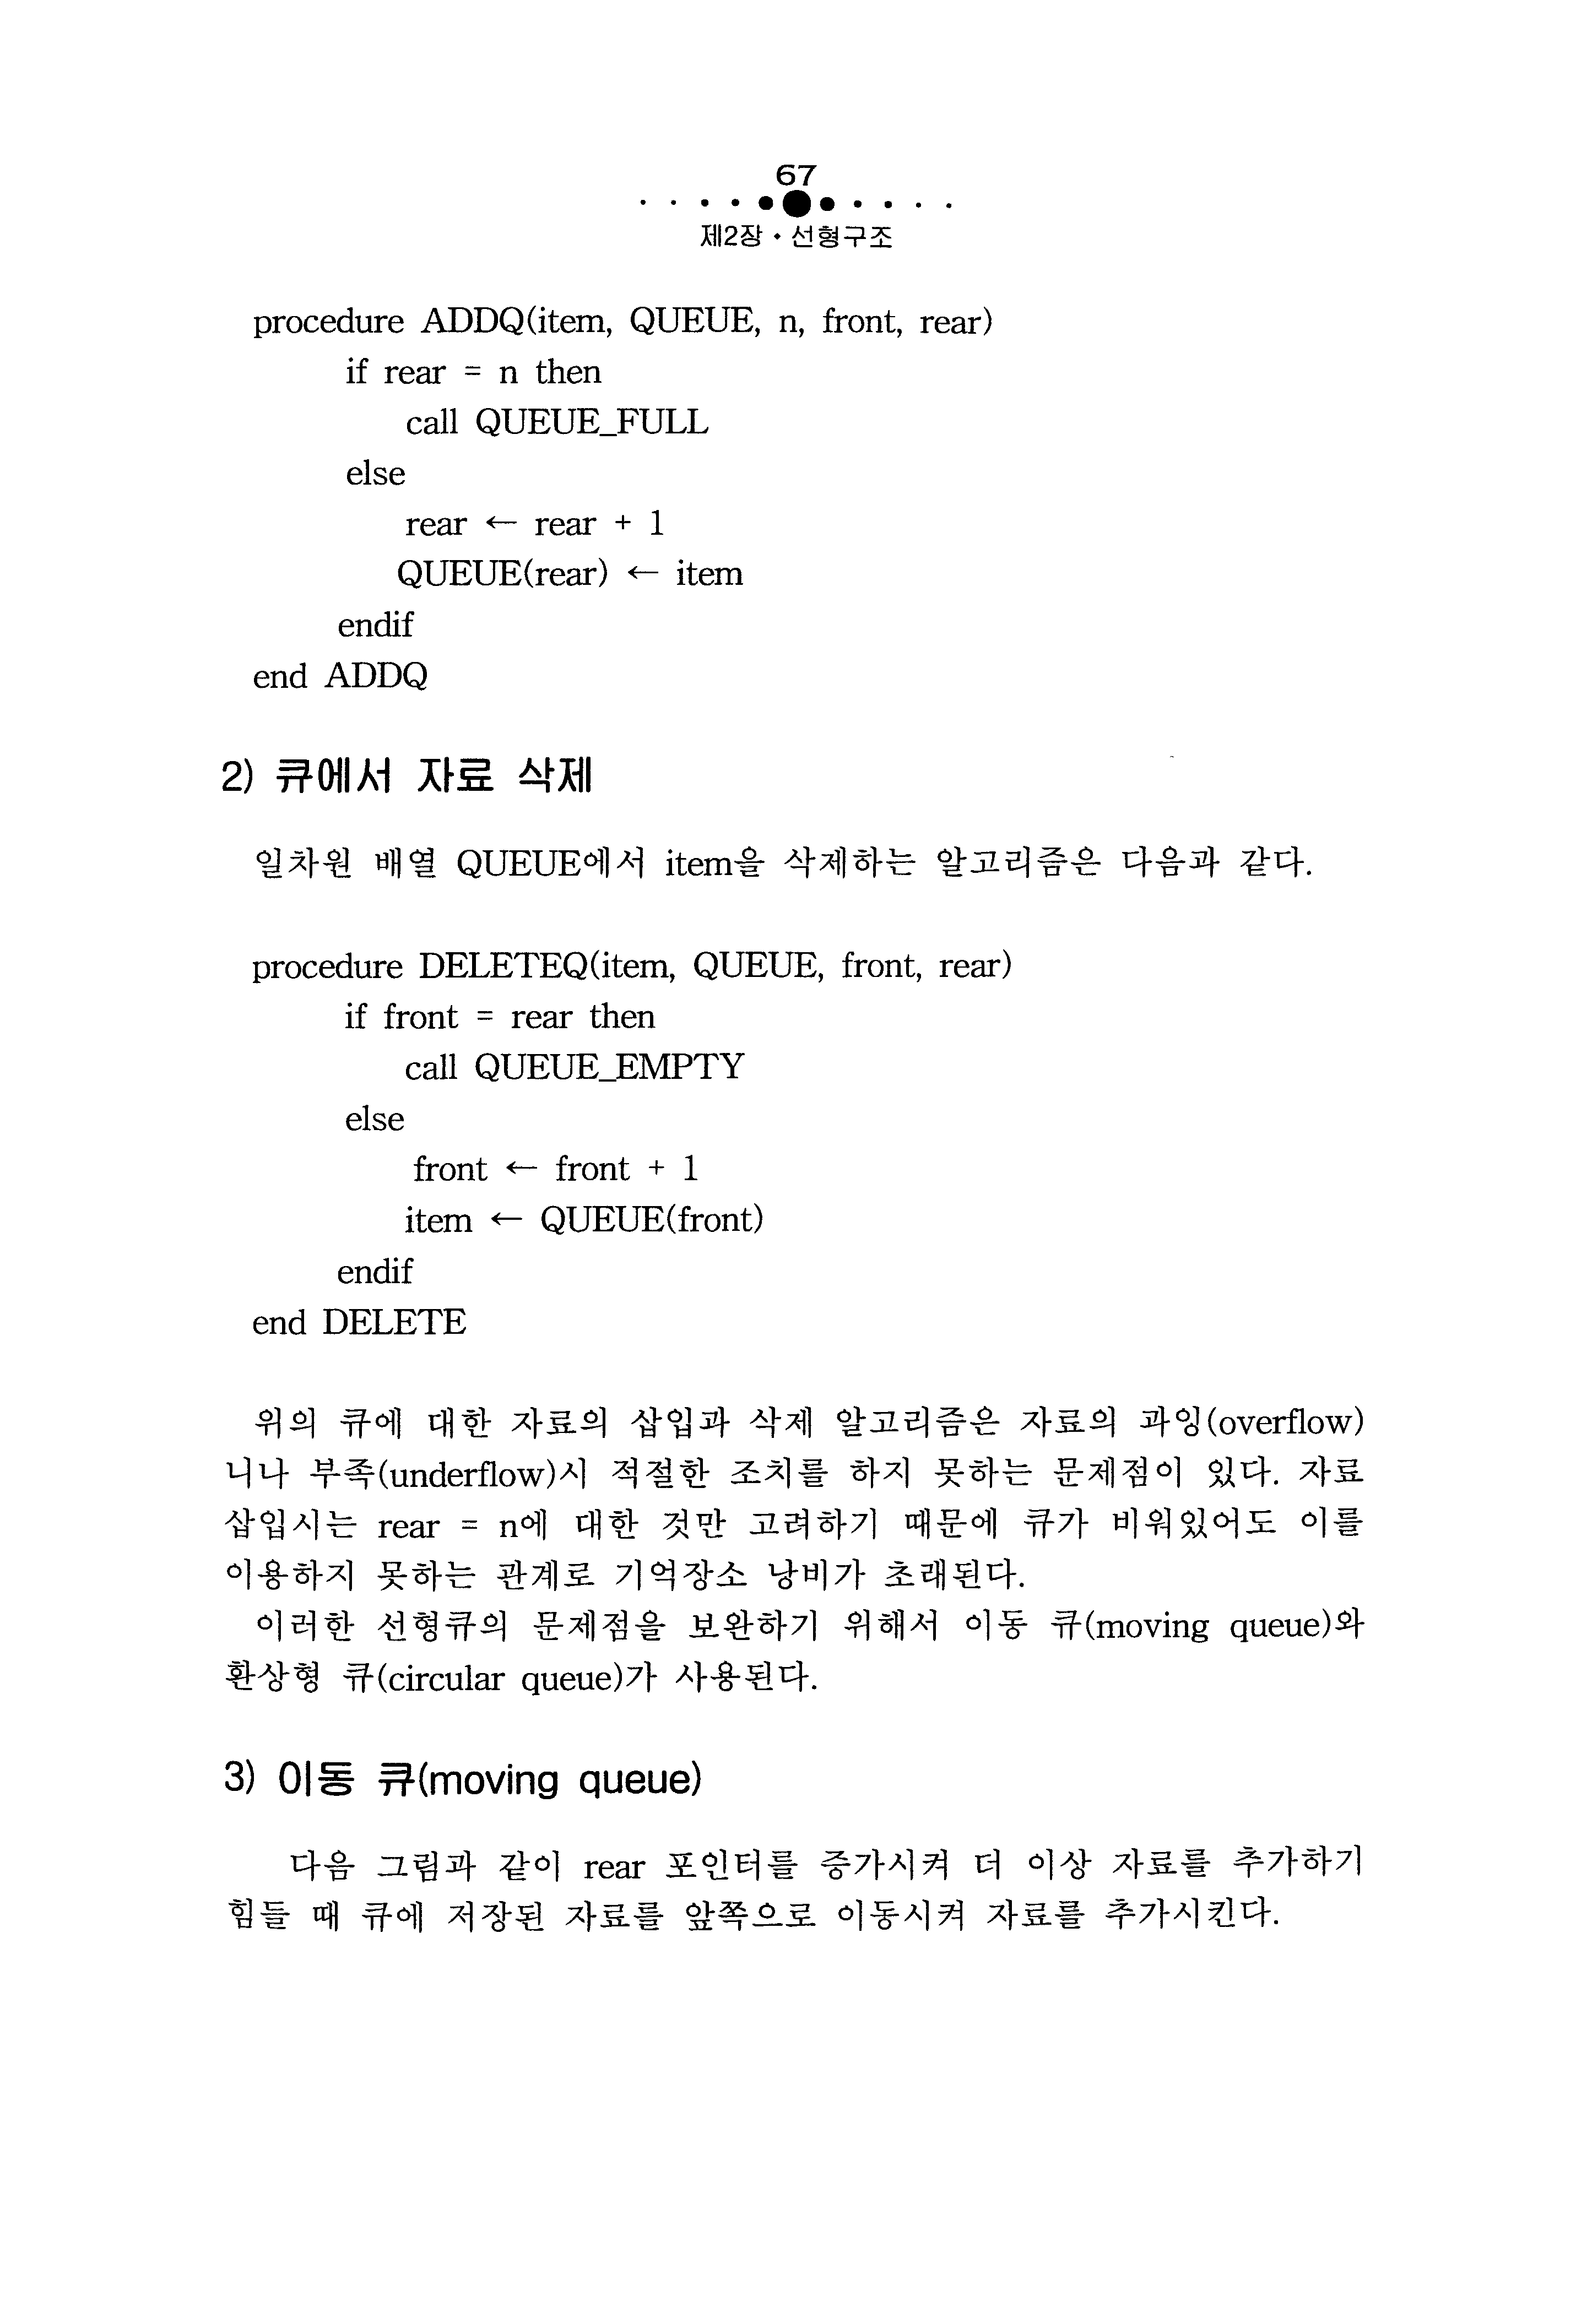 67
제2장 · 선형구조
procedure ADDQ(item, QUEUE, n, front, rear)
if rear = n then
call QUEUE_FULL
else
rear ← rear + 1
QUEUE(rear) ← item
endif
end ADDQ
2) 큐에서 자료 삭제
일차원 배열 QUEUE에서 item을 삭제하는 알고리즘은 다음과 같다.
procedure DELETEQ(item, QUEUE, front, rear)
if front = rear then
call QUEUE_EMPTY
else
front ← front + 1
item ← QUEUE(front)
endif
end DELETE
위의 큐에 대한 자료의 삽입과 삭제 알고리즘은 자료의 과잉(overflow)
니나 부족(underflow)시 적절한 조치를 하지 못하는 문제점이 있다. 자료
삽입시는 rear = n에 대한 것만 고려하기 때문에 큐가 비워있어도 이를
이용하지 못하는 관계로 기억장소 낭비가 초래된다.
이러한 선형큐의 문제점을 보완하기 위해서 이동 큐(moving queue)와
환상형 큐(circular queue)가 사용된다.
3) 이동 큐(moving queue)
다음 그림과 같이 rear 포인터를 증가시켜 더 이상 자료를 추가하기
힘들 때 큐에 저장된 자료를 앞쪽으로 이동시켜 자료를 추가시킨다.